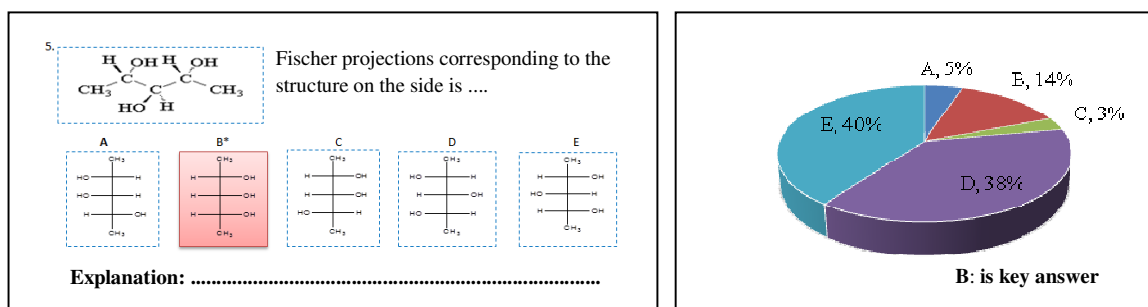 5.
H OH H OH
C C
CH3 C CH3
HO H
Fischer projections corresponding to the
structure on the side is ....
A B* C D E
CH3 CH3 CH3 CH3 CH3
HO H H OH H OH HO H H OH
HO H H OH H OH H OH HO H
H OH H OH HO H HO H H OH
CH3 CH3 CH3 CH3 CH3
Explanation: ..........................................................................
A, 5%
B, 14%
C, 3%
E, 40%
D, 38%
B: is key answer